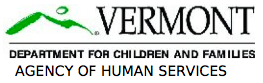 VERMONT
DEPARTMENT FOR CHILDREN AND FAMILIES
AGENCY OF HUMAN SERVICES